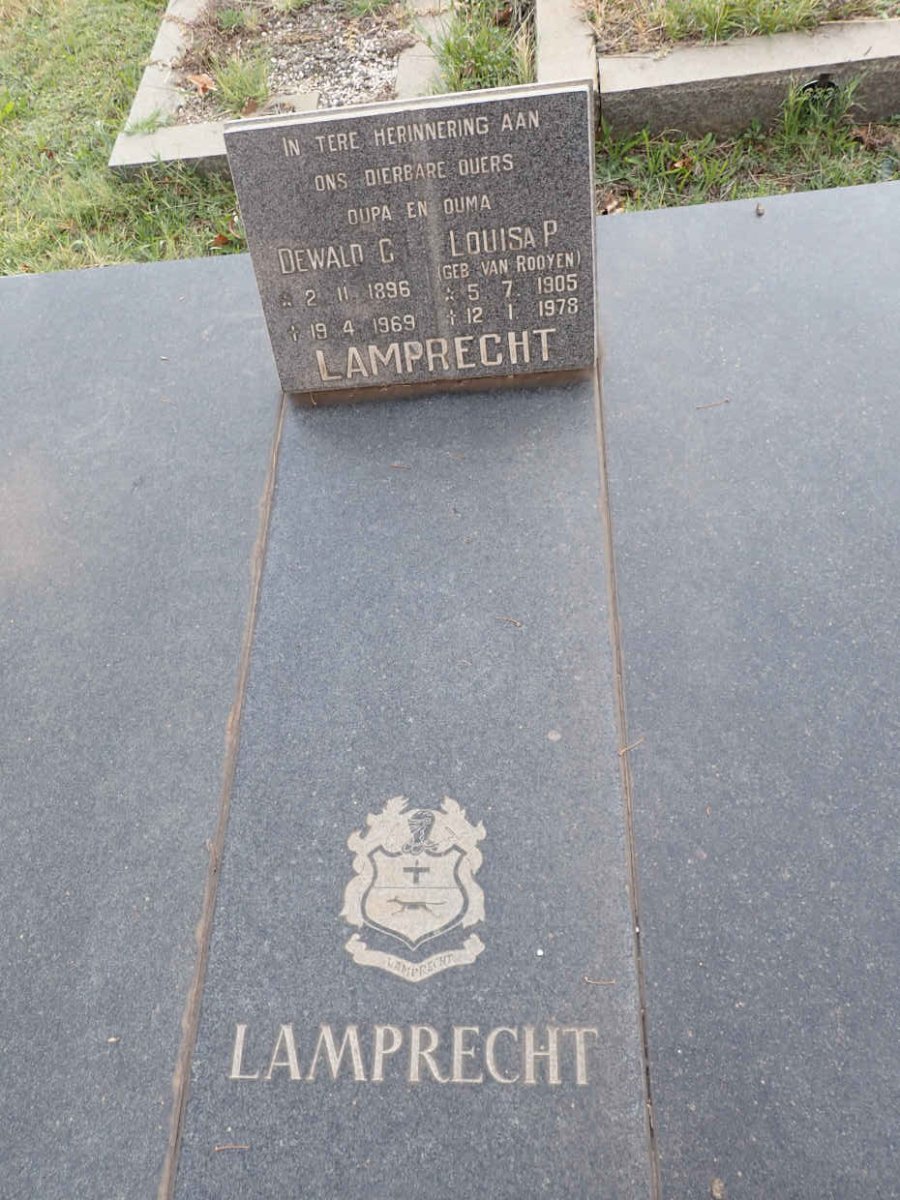 IN TERE HERINNERING AAN
ONS DIERBARE OUERS
OUPA EN OUMA
DEWALD C LOUISA P
(GEB VAN ROOYEN)
* 2 11 1896 * 5 7 1905
† 19 4 1969 † 12 1 1978
LAMPRECHT
LAMPRECHT
LAMPRECHT